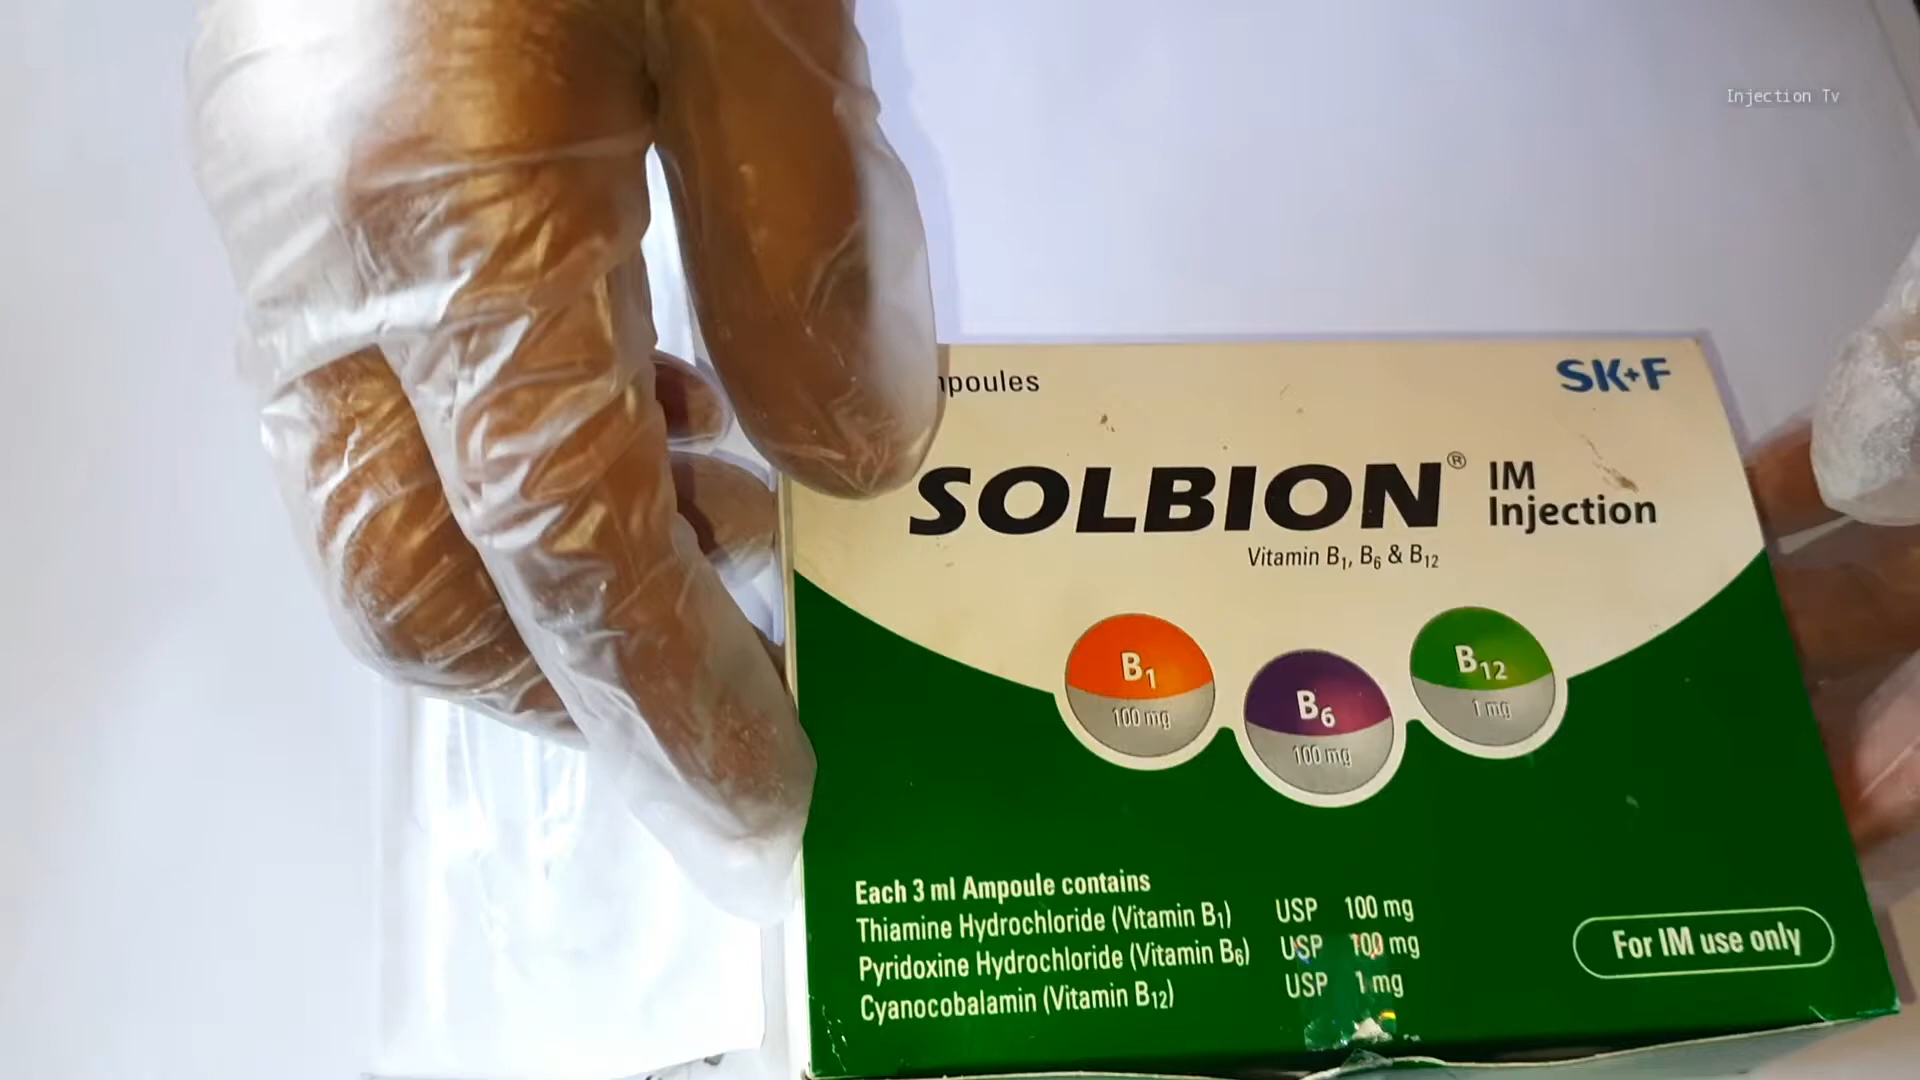 Injection Tv
SK+F
SOLBION® IM Injection
Vitamin B₁, B₆ & B₁₂
B₁
100 mg
B₆
100 mg
B₁₂
1 mg
Each 3 ml Ampoule contains
Thiamine Hydrochloride (Vitamin B₁) USP 100 mg
Pyridoxine Hydrochloride (Vitamin B₆) USP 100 mg
Cyanocobalamin (Vitamin B₁₂) USP 1 mg
For IM use only